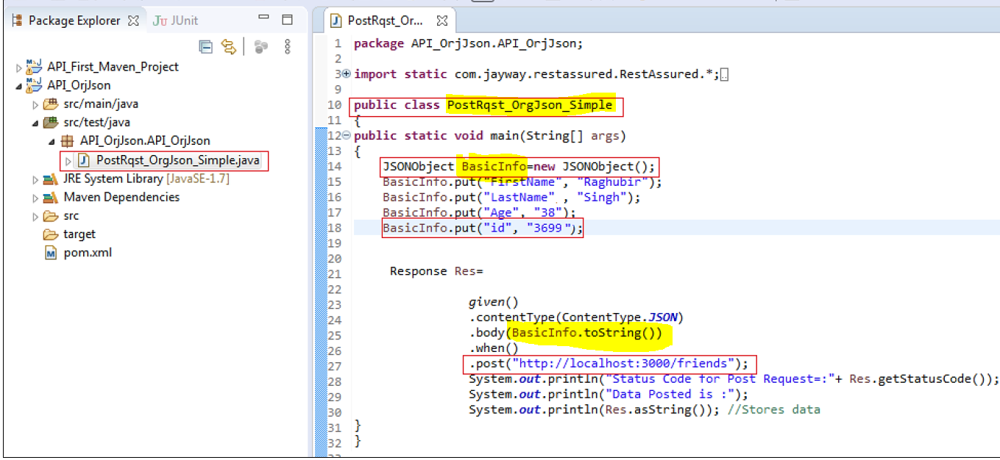 Package Explorer
JUnit
API_First_Maven_Project
API_OrjJson
src/main/java
src/test/java
API_OrjJson.API_OrjJson
PostRqst_OrgJson_Simple.java
JRE System Library [JavaSE-1.7]
Maven Dependencies
src
target
pom.xml
PostRqst_Or...
1 package API_OrjJson.API_OrjJson;
2
3 import static com.jayway.restassured.RestAssured.*;
9
10 public class PostRqst_OrgJson_Simple
11 {
12 public static void main(String[] args)
13 {
14 JSONObject BasicInfo=new JSONObject();
15 BasicInfo.put("FirstName", "Raghubir");
16 BasicInfo.put("LastName" , "Singh");
17 BasicInfo.put("Age", "38");
18 BasicInfo.put("id", "3699");
19
20
21 Response Res=
22
23 given()
24 .contentType(ContentType.JSON)
25 .body(BasicInfo.toString())
26 .when()
27 .post("http://localhost:3000/friends");
28 System.out.println("Status Code for Post Request=:"+ Res.getStatusCode());
29 System.out.println("Data Posted is :");
30 System.out.println(Res.asString()); //Stores data
31 }
32 }